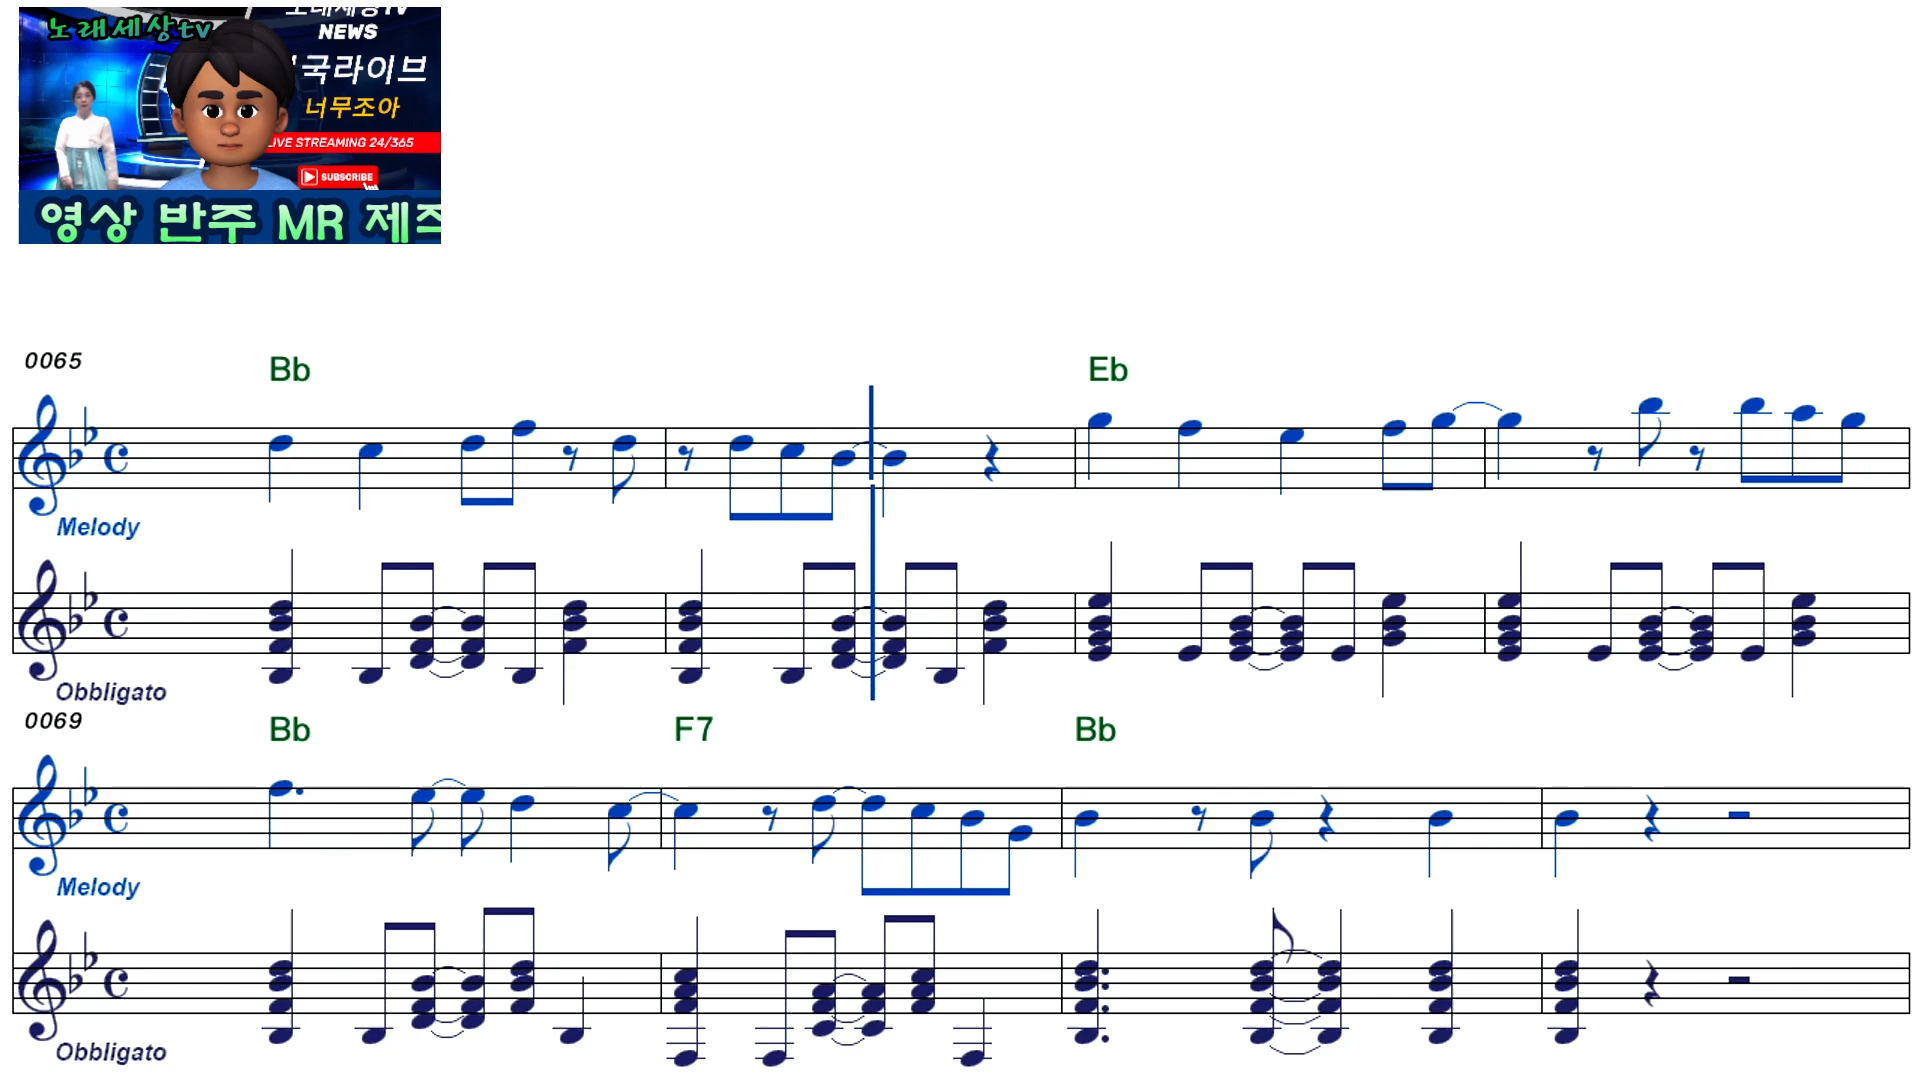 노래세상tv
NEWS
국라이브
너무조아
LIVE STREAMING 24/365
SUBSCRIBE
영상 반주 MR 제
0065
Bb
Eb
Melody
Obbligato
0069
Bb
F7
Bb
Melody
Obbligato